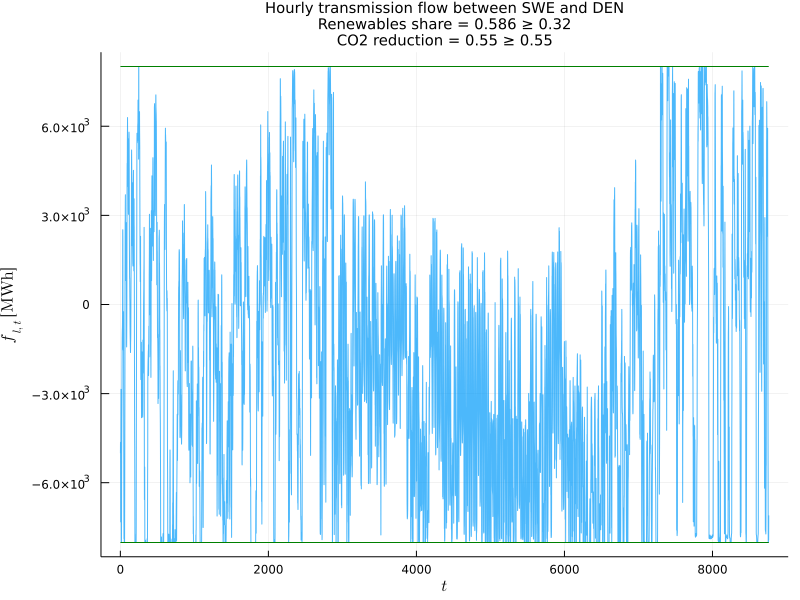 Hourly transmission flow between SWE and DEN
Renewables share = 0.586 ≥ 0.32
CO2 reduction = 0.55 ≥ 0.55
6.0×10³
3.0×10³
0
−3.0×10³
−6.0×10³
f_{l,t} [MWh]
0 2000 4000 6000 8000
t